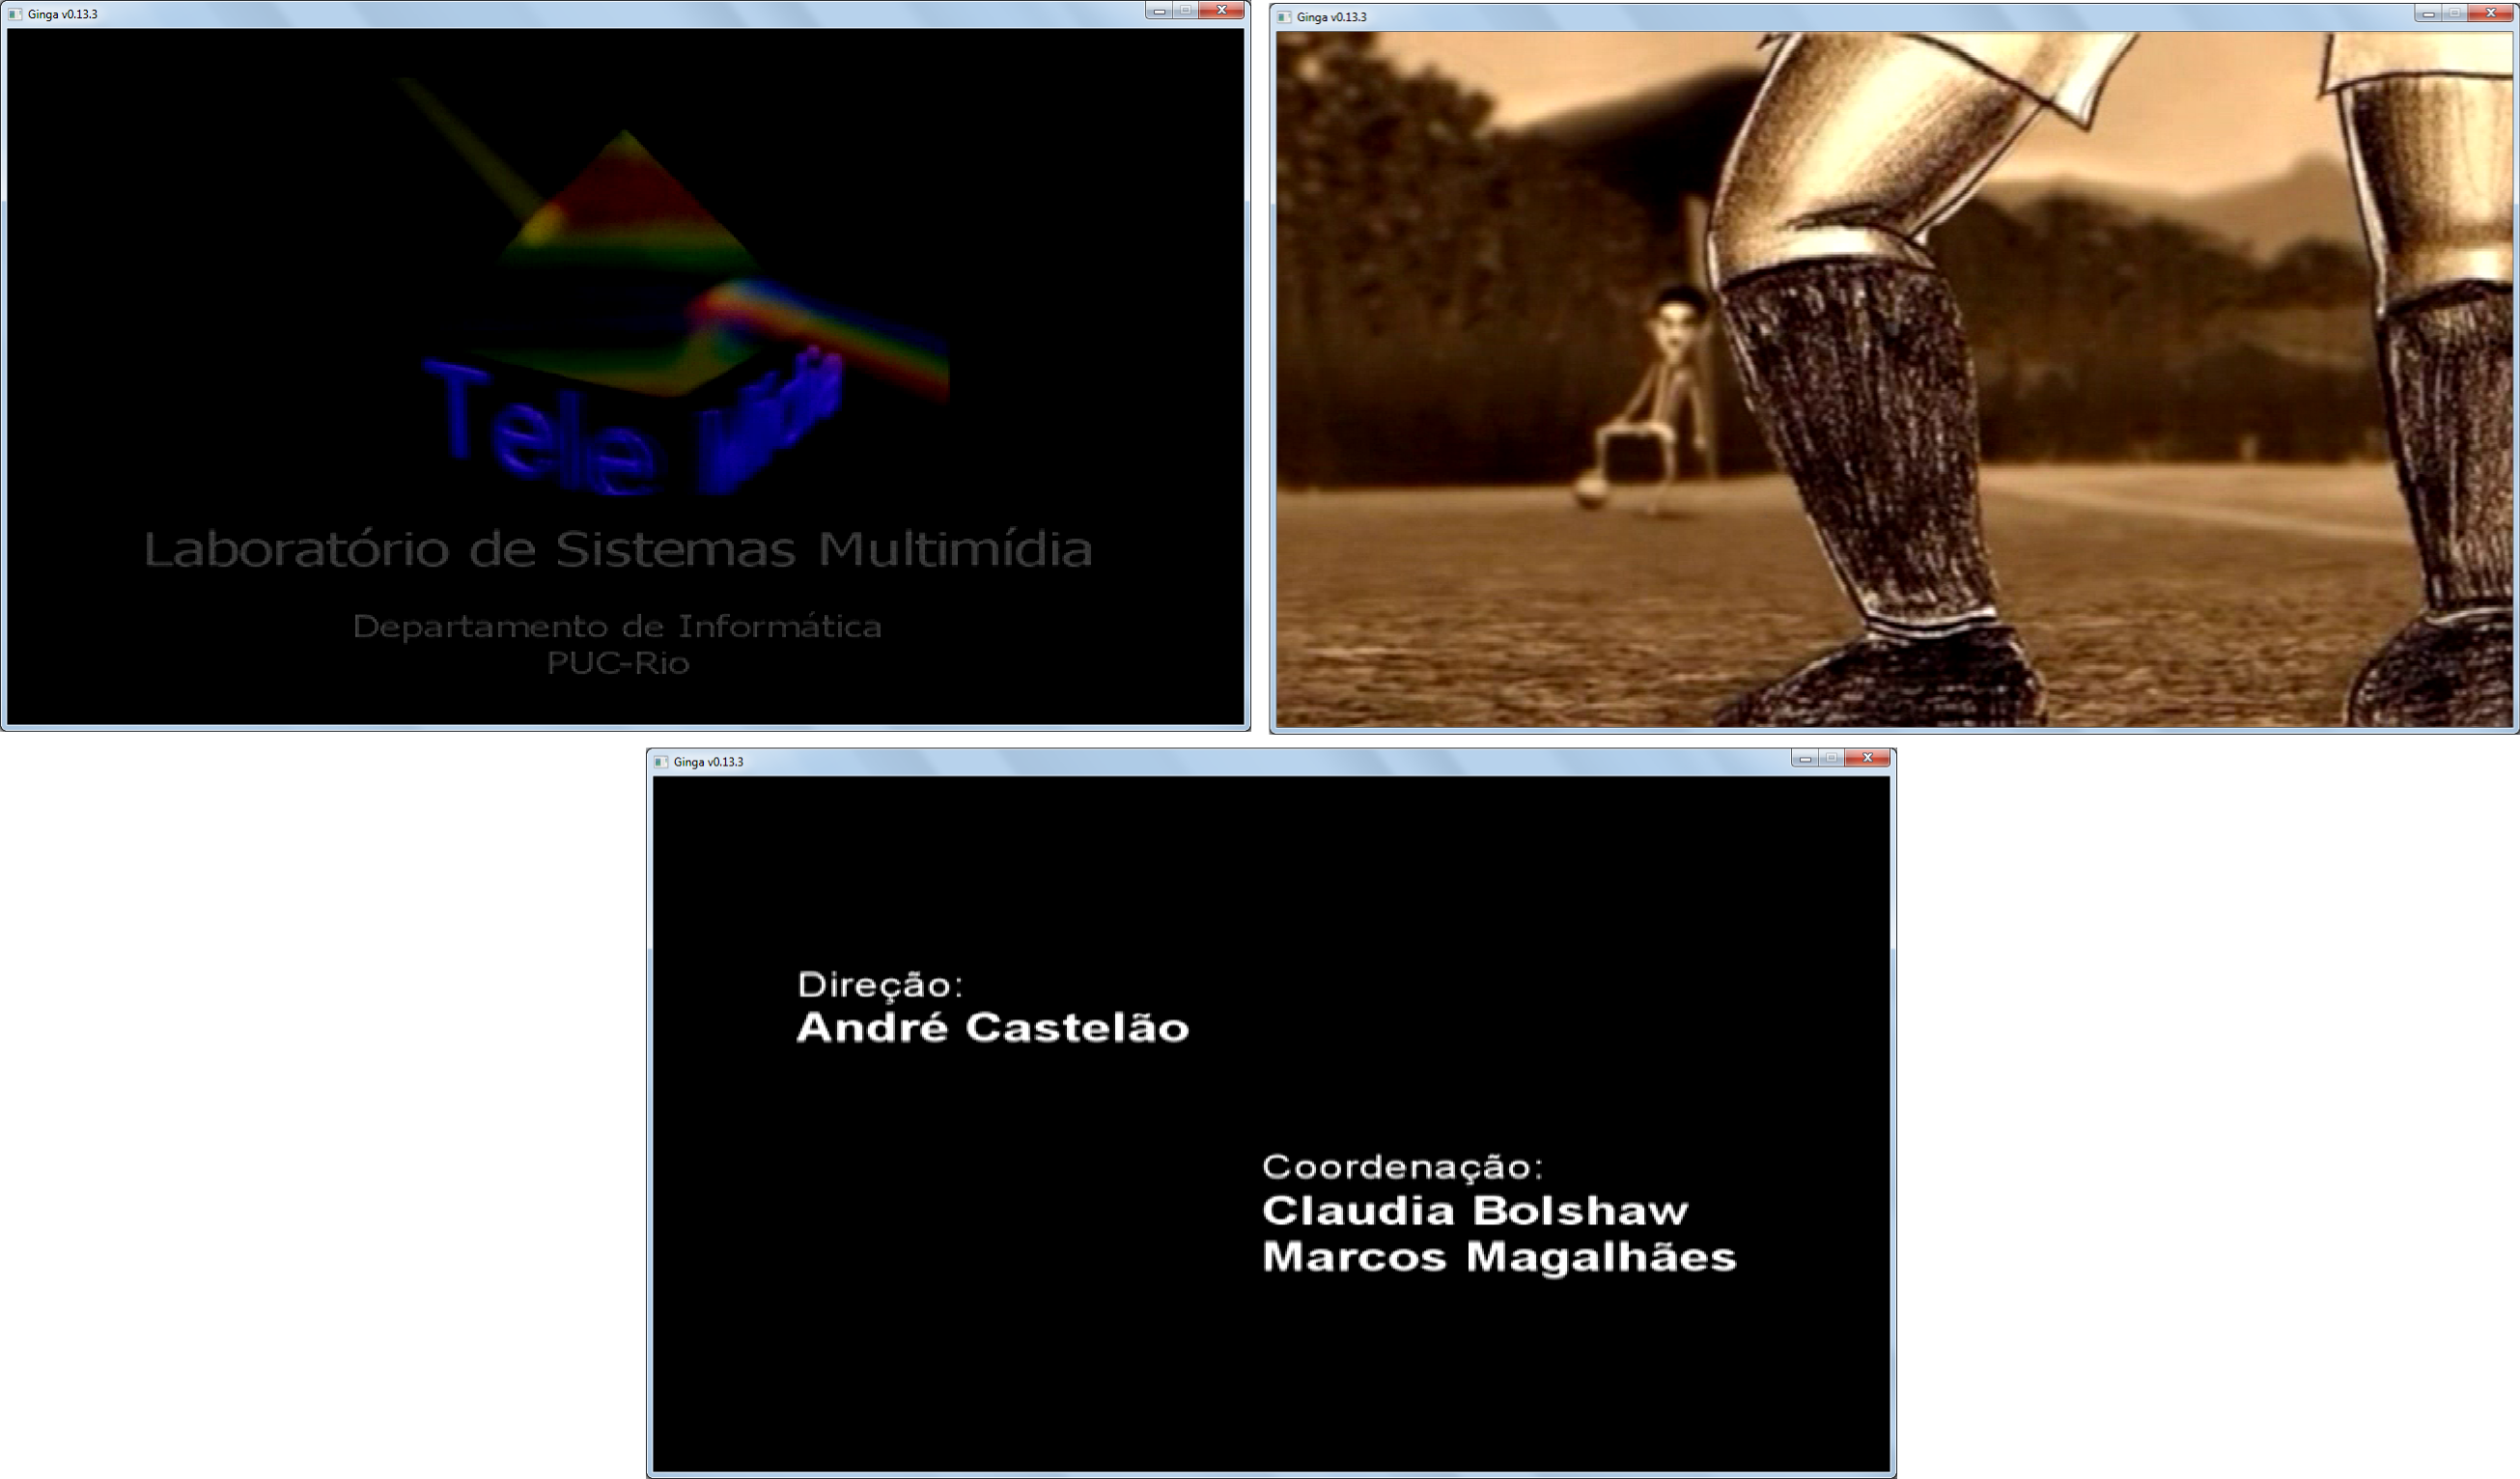 Ginga v0.13.3
Tele Mídia
Laboratório de Sistemas Multimídia
Departamento de Informática
PUC-Rio
Ginga v0.13.3
Ginga v0.13.3
Direção:
André Castelão
Coordenação:
Claudia Bolshaw
Marcos Magalhães